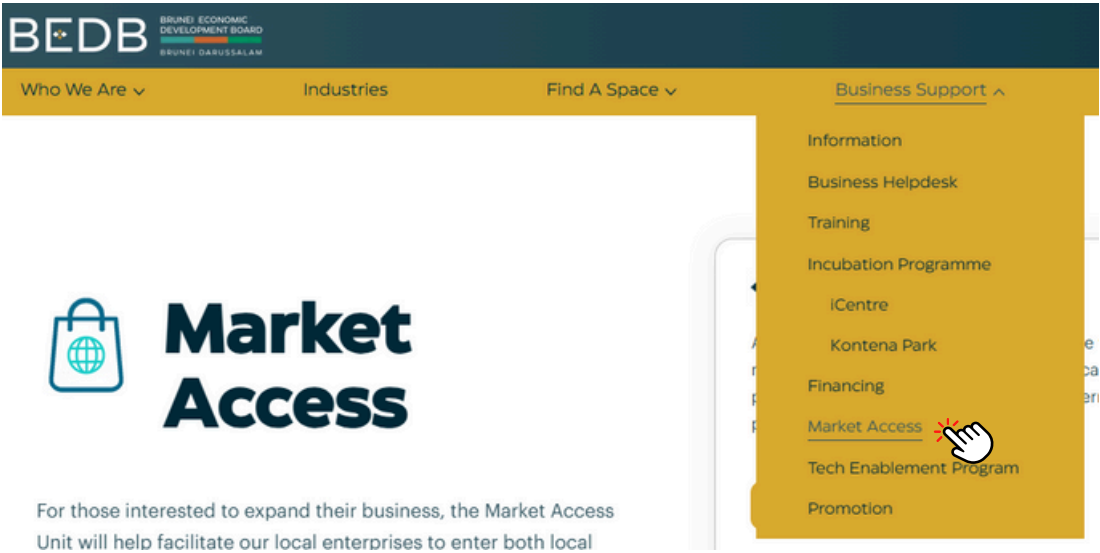 BEDB
BRUNEI ECONOMIC
DEVELOPMENT BOARD
BRUNEI DARUSSALAM
Who We Are
Industries
Find A Space
Business Support
Information
Business Helpdesk
Training
Incubation Programme
iCentre
Kontena Park
Financing
Market Access
Tech Enablement Program
Promotion
Market
Access
For those interested to expand their business, the Market Access
Unit will help facilitate our local enterprises to enter both local